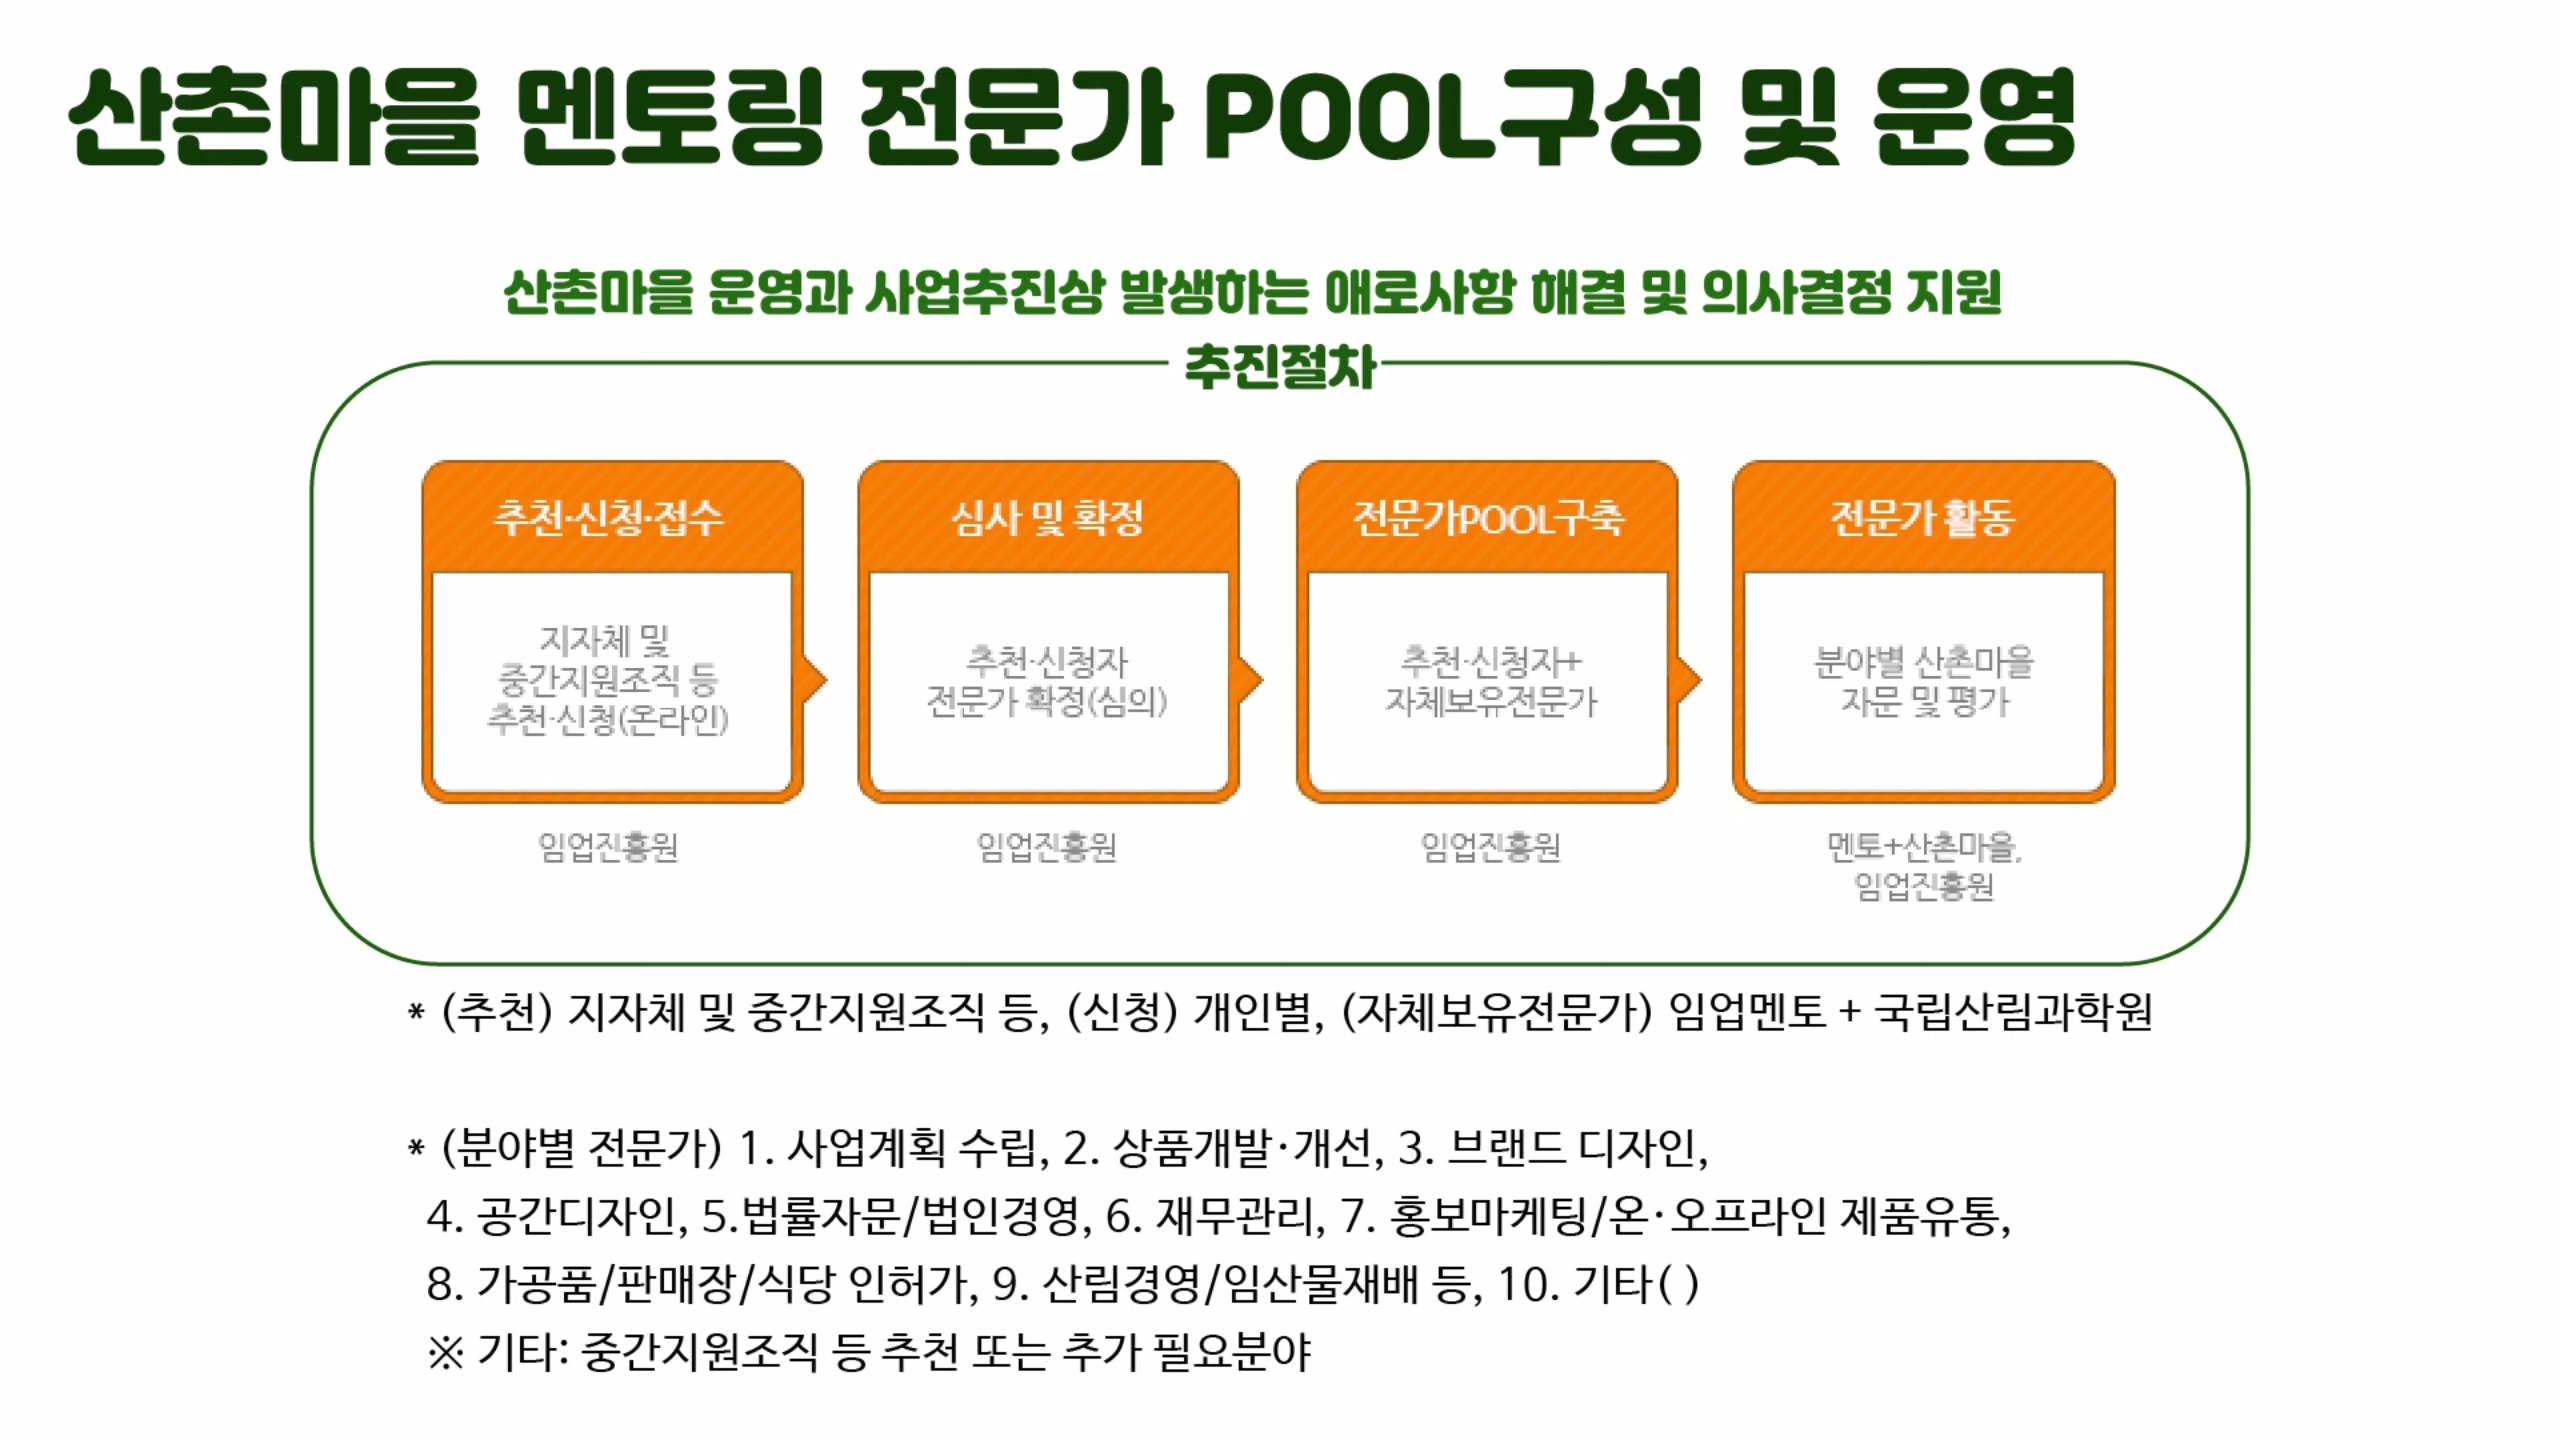 산촌마을 멘토링 전문가 POOL구성 및 운영
산촌마을 운영과 사업추진상 발생하는 애로사항 해결 및 의사결정 지원
추진절차
추천·신청·접수
지자체 및
중간지원조직 등
추천·신청(온라인)
임업진흥원
심사 및 확정
추천·신청자
전문가 확정(심의)
임업진흥원
전문가POOL구축
추천·신청자+
자체보유전문가
임업진흥원
전문가 활동
분야별 산촌마을
자문 및 평가
멘토+산촌마을,
임업진흥원
* (추천) 지자체 및 중간지원조직 등, (신청) 개인별, (자체보유전문가) 임업멘토 + 국립산림과학원
* (분야별 전문가) 1. 사업계획 수립, 2. 상품개발·개선, 3. 브랜드 디자인,
4. 공간디자인, 5.법률자문/법인경영, 6. 재무관리, 7. 홍보마케팅/온·오프라인 제품유통,
8. 가공품/판매장/식당 인허가, 9. 산림경영/임산물재배 등, 10. 기타( )
※ 기타: 중간지원조직 등 추천 또는 추가 필요분야